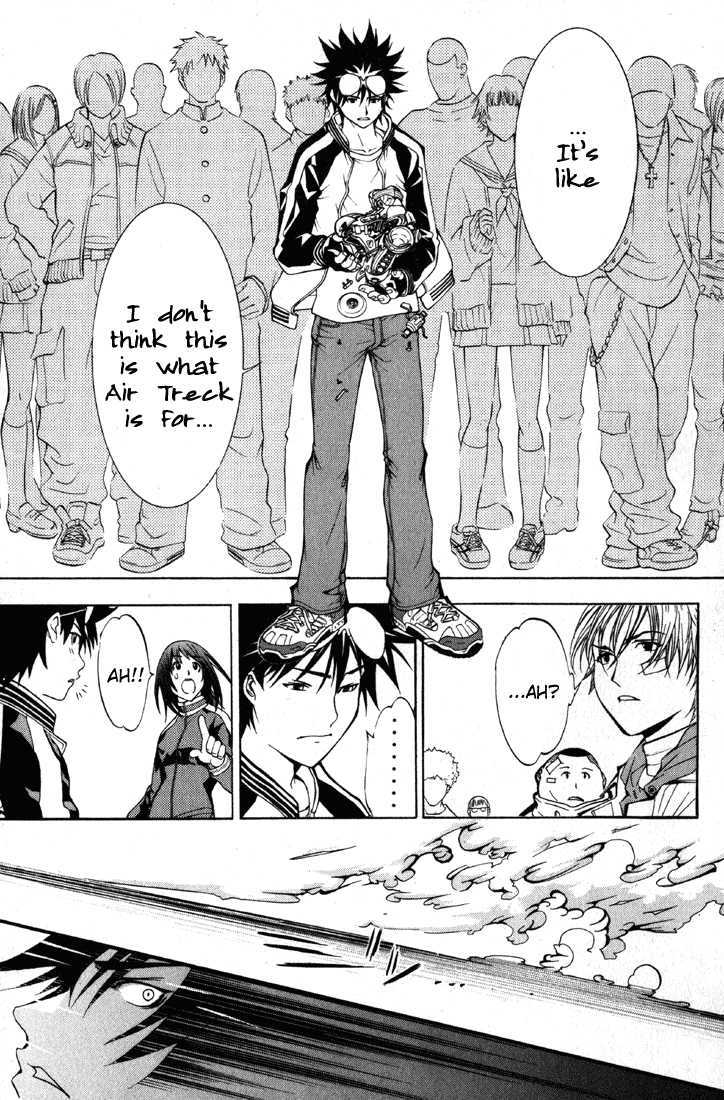 ...
It's
like
I don't
think this
is what
Air Treck
is for...
...AH?
.......
AH!!